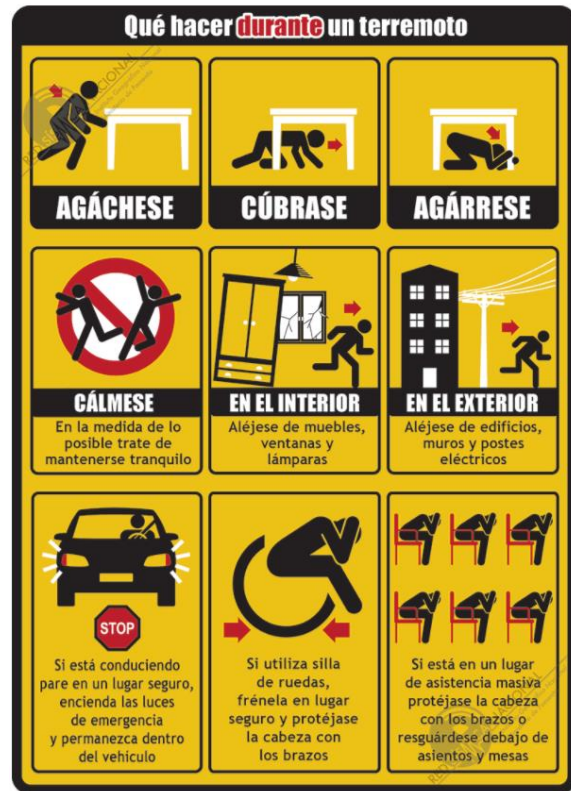 Qué hacer durante un terremoto
AGÁCHESE
CÚBRASE
AGÁRRESE
CÁLMESE
En la medida de lo
posible trate de
mantenerse tranquilo
EN EL INTERIOR
Aléjese de muebles,
ventanas y
lámparas
EN EL EXTERIOR
Aléjese de edificios,
muros y postes
eléctricos
STOP
Si está conduciendo
pare en un lugar seguro,
encienda las luces
de emergencia
y permanezca dentro
del vehiculo
Si utiliza silla
de ruedas,
frénela en lugar
seguro y protéjase
la cabeza con
los brazos
Si está en un lugar
de asistencia masiva
protéjase la cabeza
con los brazos o
resguárdese debajo de
asientos y mesas